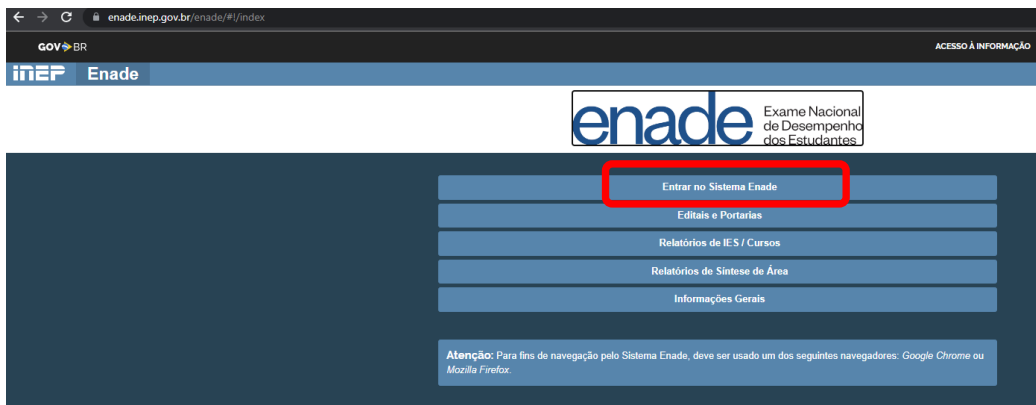 enade.inep.gov.br/enade/#!/index
GOV BR
ACESSO À INFORMAÇÃO
inep Enade
enade Exame Nacional
de Desempenho
dos Estudantes
Entrar no Sistema Enade
Editais e Portarias
Relatórios de IES / Cursos
Relatórios de Síntese de Área
Informações Gerais
Atenção: Para fins de navegação pelo Sistema Enade, deve ser usado um dos seguintes navegadores: Google Chrome ou
Mozilla Firefox.